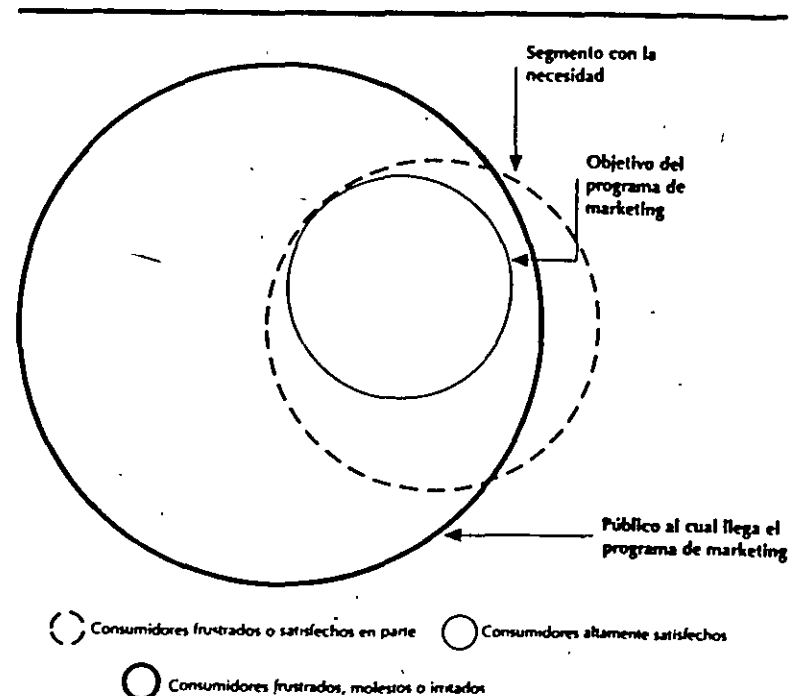 Segmento con la
necesidad
Objetivo del
programa de
marketing
Público al cual llega el
programa de marketing
Consumidores frustrados o satisfechos en parte
Consumidores altamente satisfechos
Consumidores frustrados, molestos o irritados